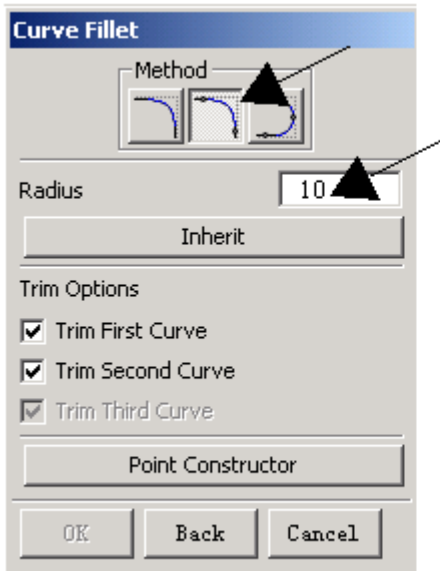 Curve Fillet
Method
Radius 10
Inherit
Trim Options
Trim First Curve
Trim Second Curve
Trim Third Curve
Point Constructor
OK Back Cancel